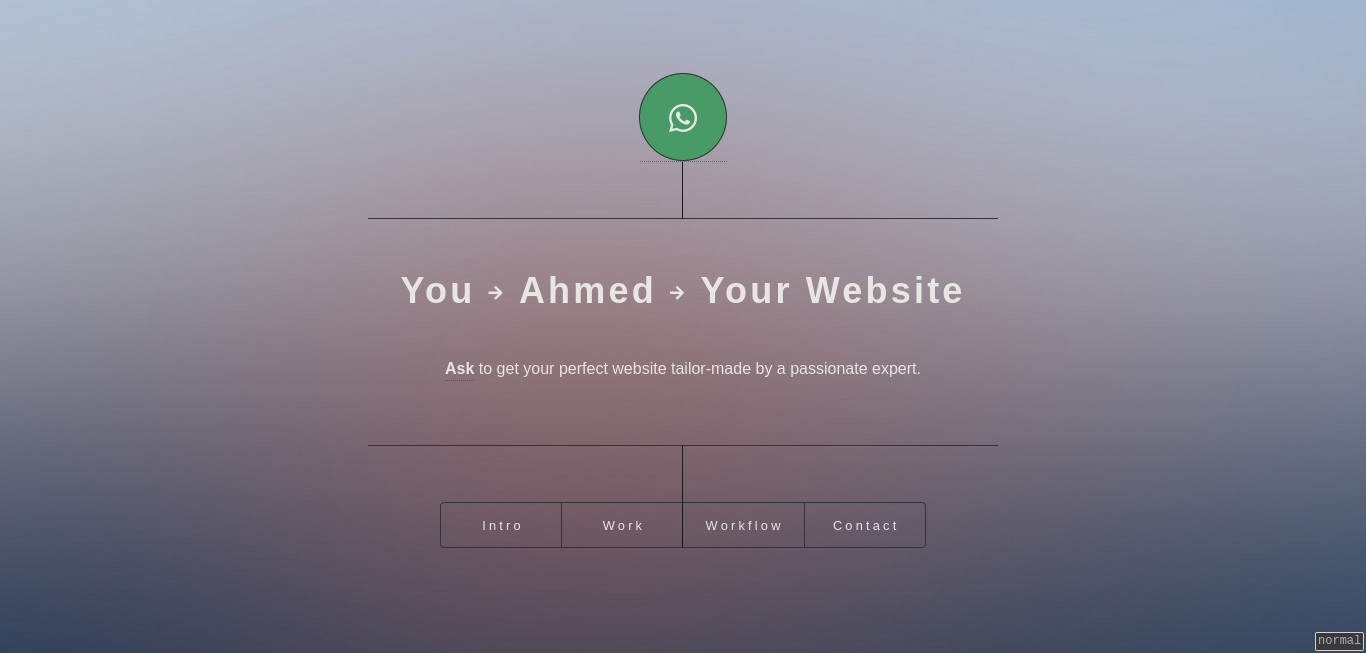 You → Ahmed → Your Website
Ask to get your perfect website tailor-made by a passionate expert.
Intro Work Workflow Contact
normal